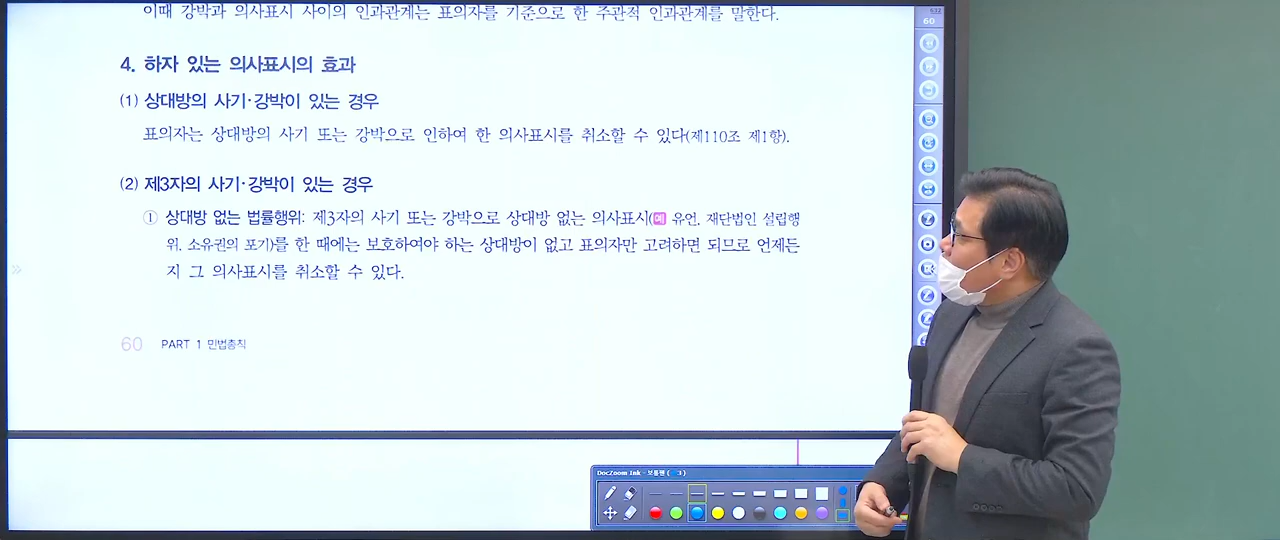 이때 강박과 의사표시 사이의 인과관계는 표의자를 기준으로 한 주관적 인과관계를 말한다.
4. 하자 있는 의사표시의 효과
(1) 상대방의 사기·강박이 있는 경우
표의자는 상대방의 사기 또는 강박으로 인하여 한 의사표시를 취소할 수 있다(제110조 제1항).
(2) 제3자의 사기·강박이 있는 경우
① 상대방 없는 법률행위: 제3자의 사기 또는 강박으로 상대방 없는 의사표시(예 유언, 재단법인 설립행
위, 소유권의 포기)를 한 때에는 보호하여야 하는 상대방이 없고 표의자만 고려하면 되므로 언제든
지 그 의사표시를 취소할 수 있다.
60 PART 1 민법총칙
632
60
DocZoom Ink - 보통펜 ( 3 )